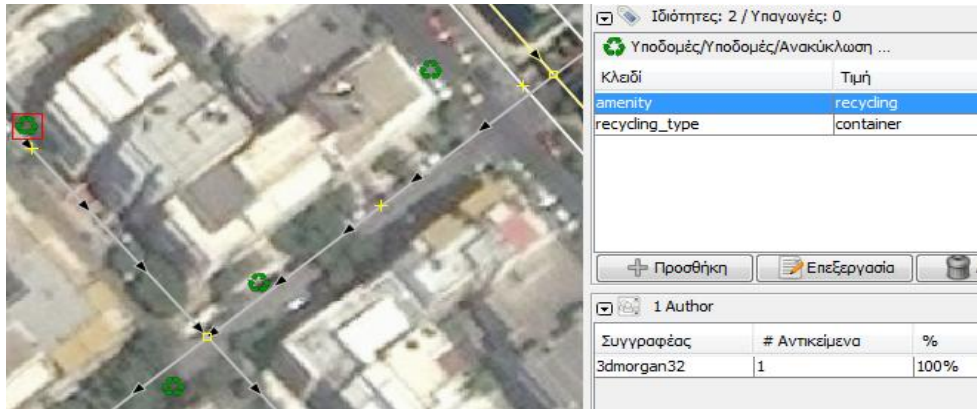 Ιδιότητες: 2 / Υπαγωγές: 0
Υποδομές/Υποδομές/Ανακύκλωση ...
Κλειδί Τιμή
amenity recycling
recycling_type container
Προσθήκη Επεξεργασία
1 Author
Συγγραφέας # Αντικείμενα %
3dmorgan32 1 100%